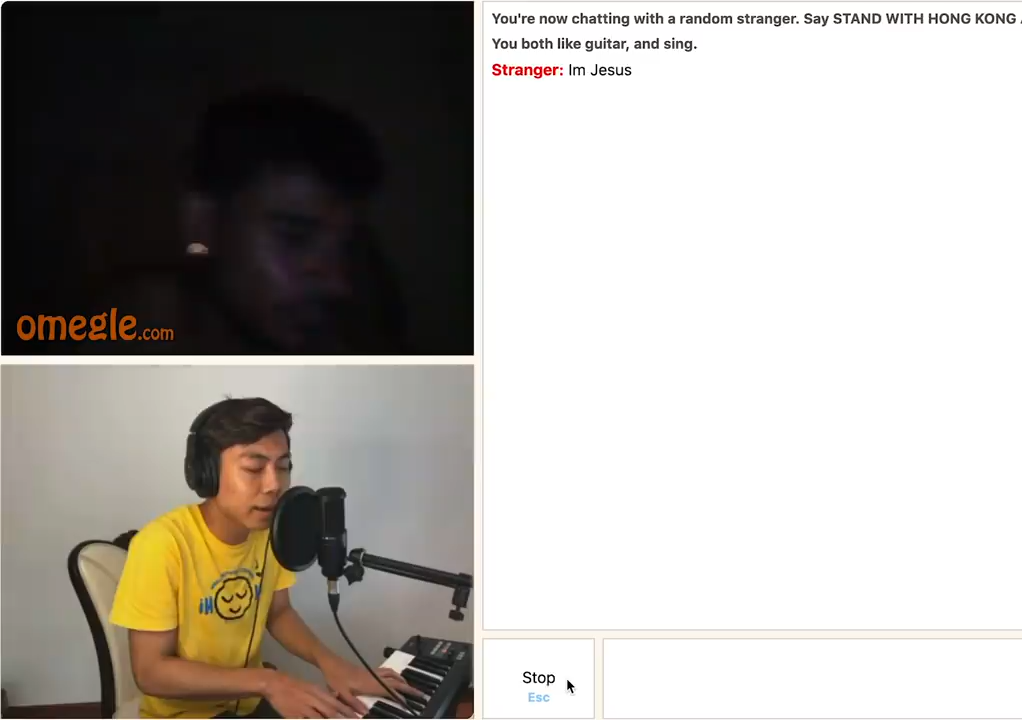 You're now chatting with a random stranger. Say STAND WITH HONG KONG
You both like guitar, and sing.
Stranger: Im Jesus
omegle.com
Stop
Esc